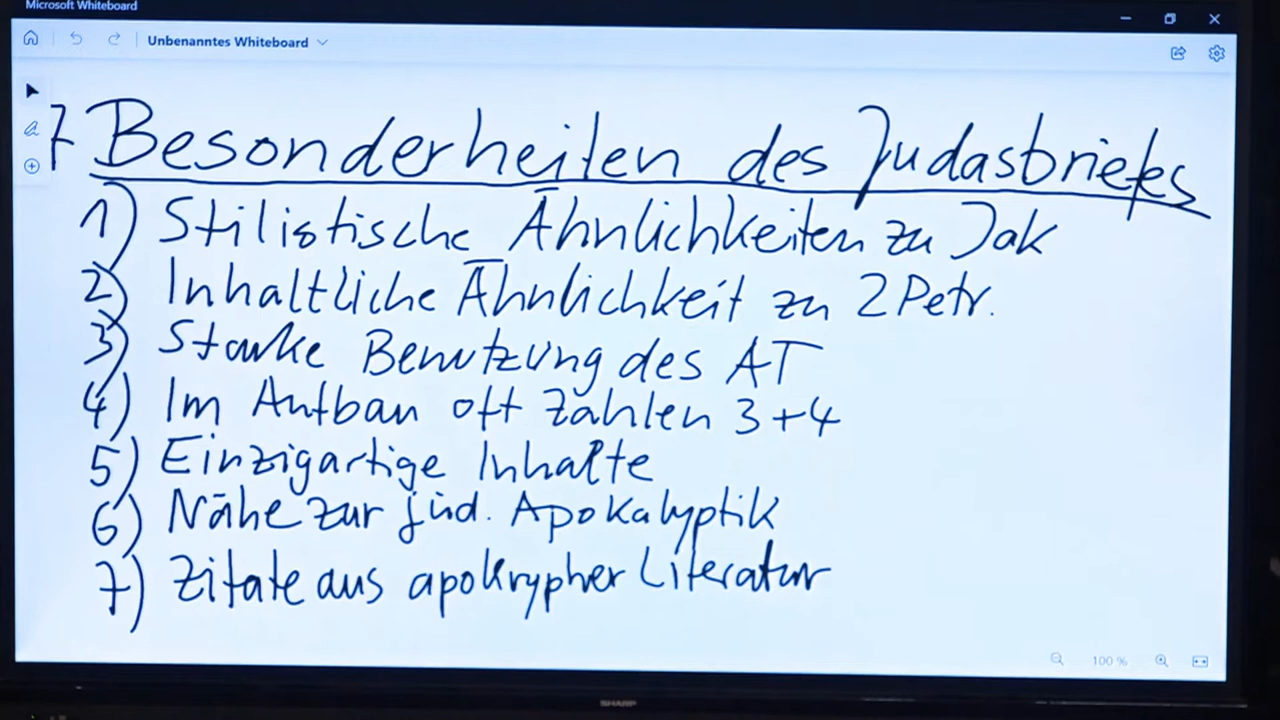 Microsoft Whiteboard
Unbenanntes Whiteboard
7 Besonderheiten des Judasbriefes
1) Stilistische Ähnlichkeiten zu Jak
2) Inhaltliche Ähnlichkeit zu 2Petr.
3) Starke Benutzung des AT
4) Im Aufbau oft Zahlen 3+4
5) Einzigartige Inhalte
6) Nähe zur jüd. Apokalyptik
7) Zitate aus apokrypher Literatur
100 %
SHARP